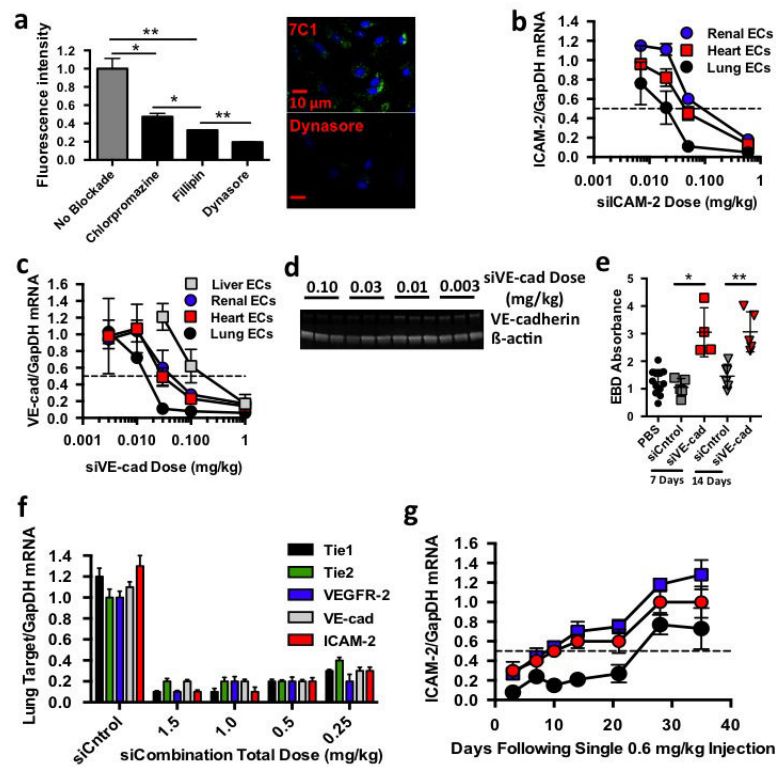 a
Fluorescence intensity
1.2
1.0
0.8
0.6
0.4
0.2
0.0
**
*
*
**
No Blockade
Chlorpromazine
Fillipin
Dynasore
7C1
10 μm
Dynasore
b
ICAM-2/GapDH mRNA
1.5
1.0
0.5
0.0
Renal ECs
Heart ECs
Lung ECs
0.001 0.010 0.100 1.000
siICAM-2 Dose (mg/kg)
c
VE-cad/GapDH mRNA
1.6
1.4
1.2
1.0
0.8
0.6
0.4
0.2
0.0
Liver ECs
Renal ECs
Heart ECs
Lung ECs
0.001 0.010 0.100 1
siVE-cad Dose (mg/kg)
d
0.10 0.03 0.01 0.003 siVE-cad Dose
(mg/kg)
VE-cadherin
ß-actin
e
EBD Absorbance
5
4
3
2
1
0
* **
PBS
siCntrol
siVE-cad
siCntrol
siVE-cad
7 Days 14 Days
f
Lung Target/GapDH mRNA
1.4
1.2
1.0
0.8
0.6
0.4
0.2
0.0
Tie1
Tie2
VEGFR-2
VE-cad
ICAM-2
siCntrol
1.5
1.0
0.5
0.25
siCombination Total Dose (mg/kg)
g
ICAM-2/GapDH mRNA
1.6
1.4
1.2
1.0
0.8
0.6
0.4
0.2
0.0
0 10 20 30 40
Days Following Single 0.6 mg/kg Injection